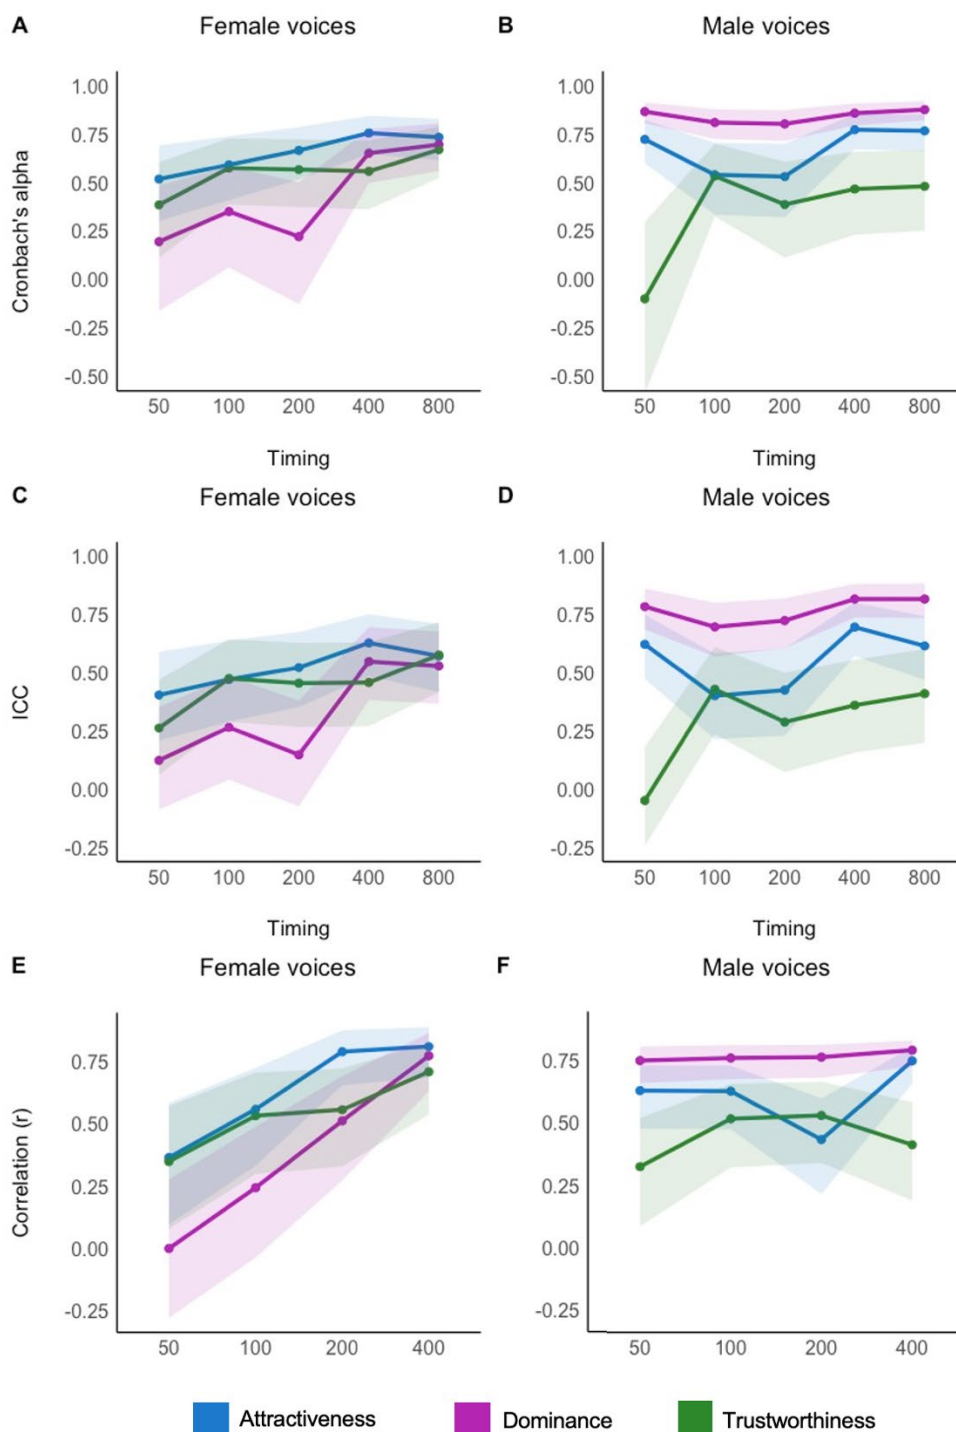 A Female voices B Male voices
Cronbach's alpha
1.00
0.75
0.50
0.25
0.00
-0.25
-0.50
50 100 200 400 800
Timing
1.00
0.75
0.50
0.25
0.00
-0.25
-0.50
50 100 200 400 800
Timing
C Female voices D Male voices
ICC
1.00
0.75
0.50
0.25
0.00
-0.25
50 100 200 400 800
Timing
1.00
0.75
0.50
0.25
0.00
-0.25
50 100 200 400 800
Timing
E Female voices F Male voices
Correlation (r)
0.75
0.50
0.25
0.00
-0.25
50 100 200 400
0.75
0.50
0.25
0.00
-0.25
50 100 200 400
Attractiveness Dominance Trustworthiness